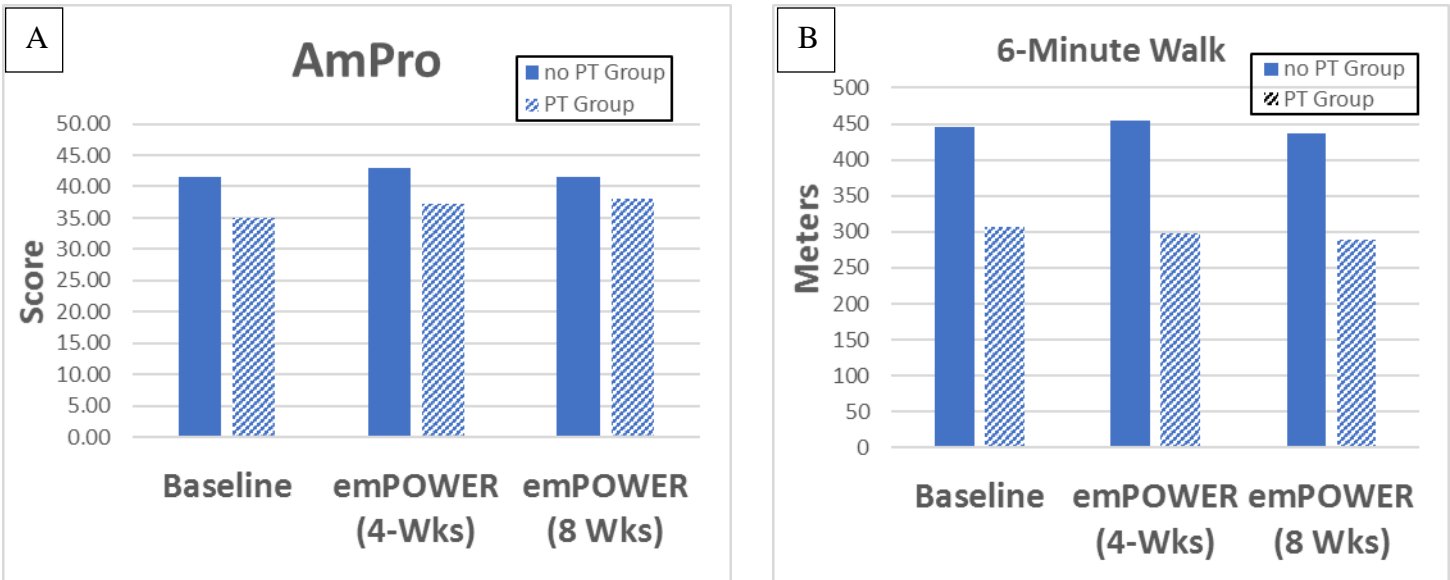 A
AmPro
no PT Group
PT Group
50.00
45.00
40.00
35.00
30.00
25.00
20.00
15.00
10.00
5.00
0.00
Score
Baseline
emPOWER
(4-Wks)
emPOWER
(8 Wks)
B
6-Minute Walk
no PT Group
PT Group
500
450
400
350
300
250
200
150
100
50
0
Meters
Baseline
emPOWER
(4-Wks)
emPOWER
(8 Wks)